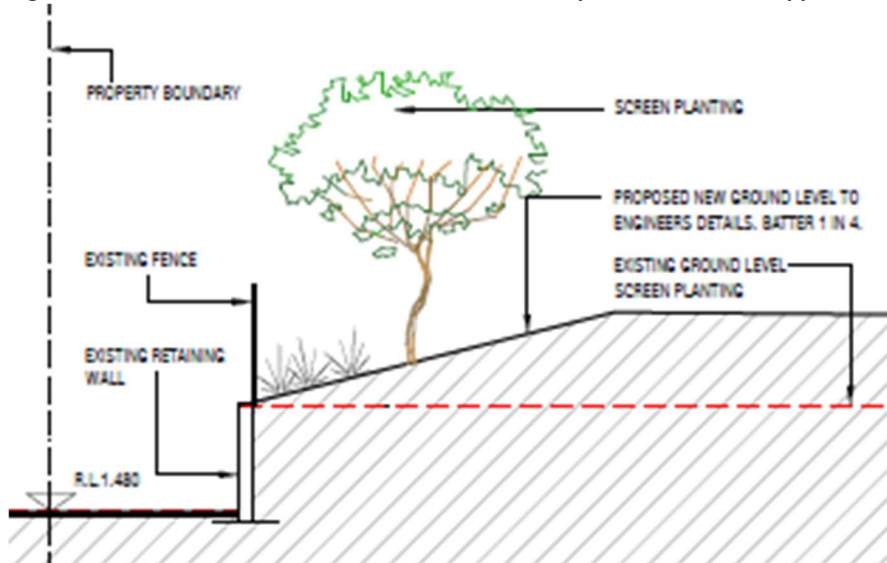 PROPERTY BOUNDARY
SCREEN PLANTING
PROPOSED NEW GROUND LEVEL TO
ENGINEERS DETAILS. BATTER 1 IN 4.
EXISTING FENCE
EXISTING GROUND LEVEL
SCREEN PLANTING
EXISTING RETAINING
WALL
R.L.1.480